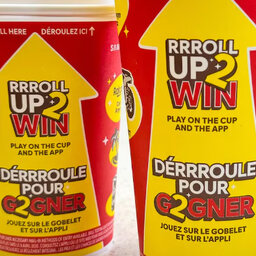 LL HERE DÉROULEZ ICI
RRROLL
UP 2
WIN
PLAY ON THE CUP
AND THE APP
DÉRRROULE
POUR
G2GNER
JOUEZ SUR LE GOBELET
ET SUR L'APPLI
RRROLL
UP 2
WIN
PLAY ON THE CUP
AND THE APP
DÉRRROULE
POUR
G2GNER
JOUEZ SUR LE GOBELET
ET SUR L'APPLI